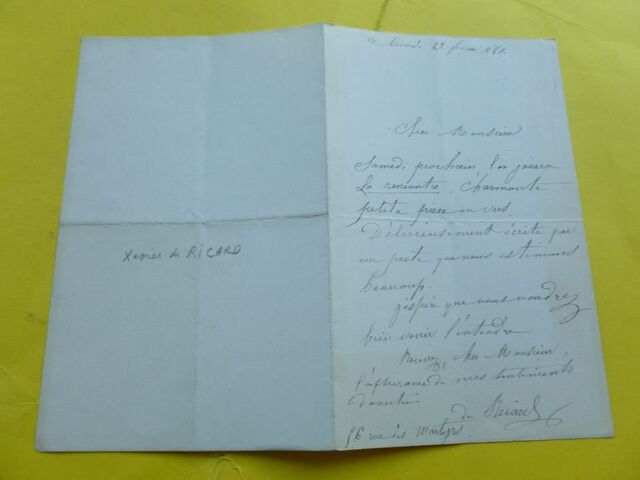 Xavier de RICARD
Lundi 21 février 1881.
Cher Monsieur
Samedi prochain l'on jouera
La rencontre, Charmante
petite pièce en vers.
Délicieusement écrite par
un poète que nous estimons
beaucoup.
j'espère que vous voudrez
bien venir l'entendre
Recevez, Cher Monsieur,
l'assurance de mes sentiments
de Ricard
56 rue des Martyrs.